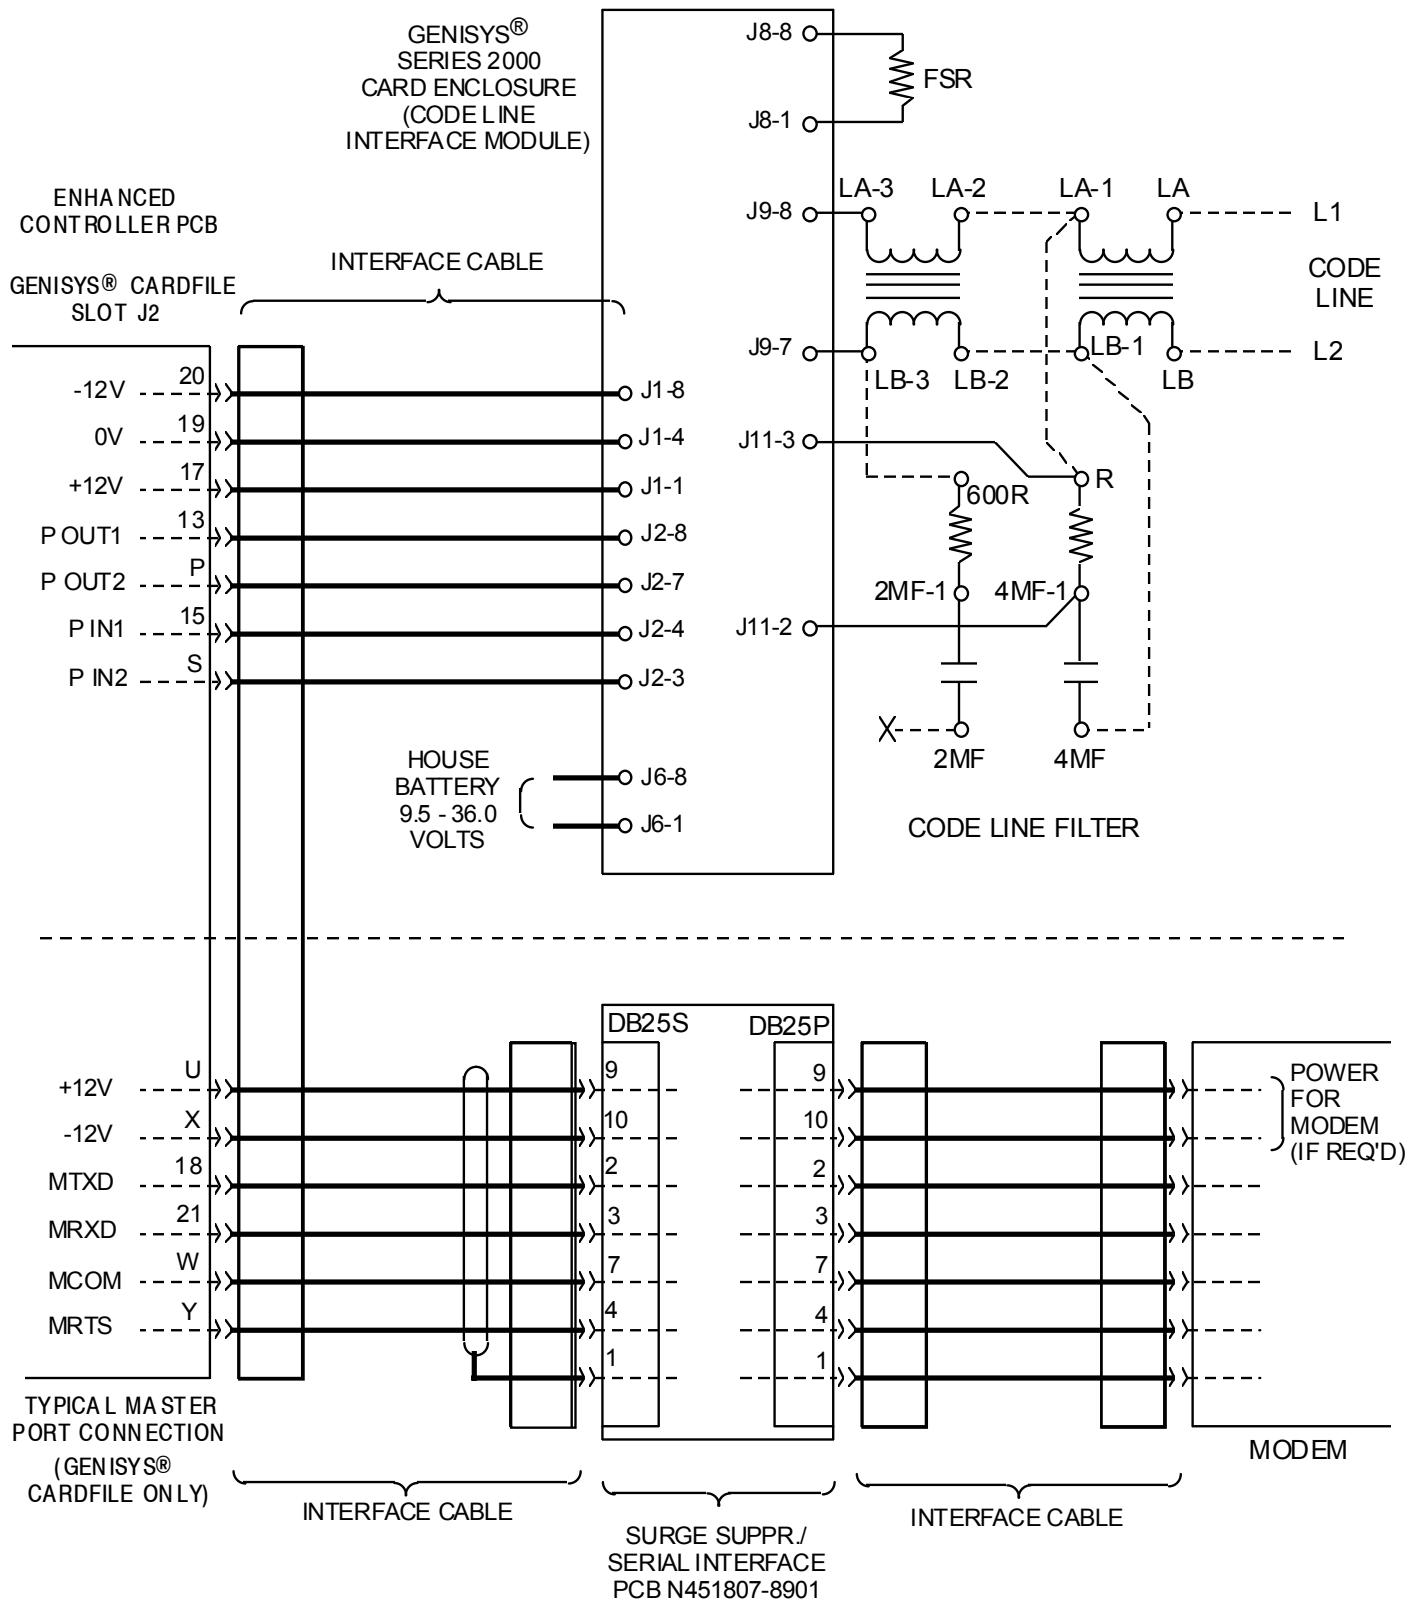 GENISYS®
SERIES 2000
CARD ENCLOSURE
(CODE LINE
INTERFACE MODULE)
J8-8
FSR
J8-1
ENHANCED
CONTROLLER PCB
GENISYS® CARDFILE
SLOT J2
INTERFACE CABLE
LA-3
LA-2
LA-1
LA
J9-8
L1
CODE
LINE
J9-7
LB-3
LB-2
LB-1
LB
L2
-12V
20
J1-8
0V
19
J1-4
J11-3
+12V
17
J1-1
600R
R
P OUT1
13
J2-8
P OUT2
P
J2-7
2MF-1
4MF-1
P IN1
15
J2-4
J11-2
P IN2
S
J2-3
X
2MF
4MF
HOUSE
BATTERY
9.5 - 36.0
VOLTS
J6-8
J6-1
CODE LINE FILTER
DB25S
DB25P
+12V
U
9
9
POWER
FOR
MODEM
(IF REQ'D)
-12V
X
10
10
MTXD
18
2
2
MRXD
21
3
3
MCOM
W
7
7
MRTS
Y
4
4
1
1
TYPICAL MASTER
PORT CONNECTION
(GENISYS®
CARDFILE ONLY)
MODEM
INTERFACE CABLE
INTERFACE CABLE
SURGE SUPPR./
SERIAL INTERFACE
PCB N451807-8901